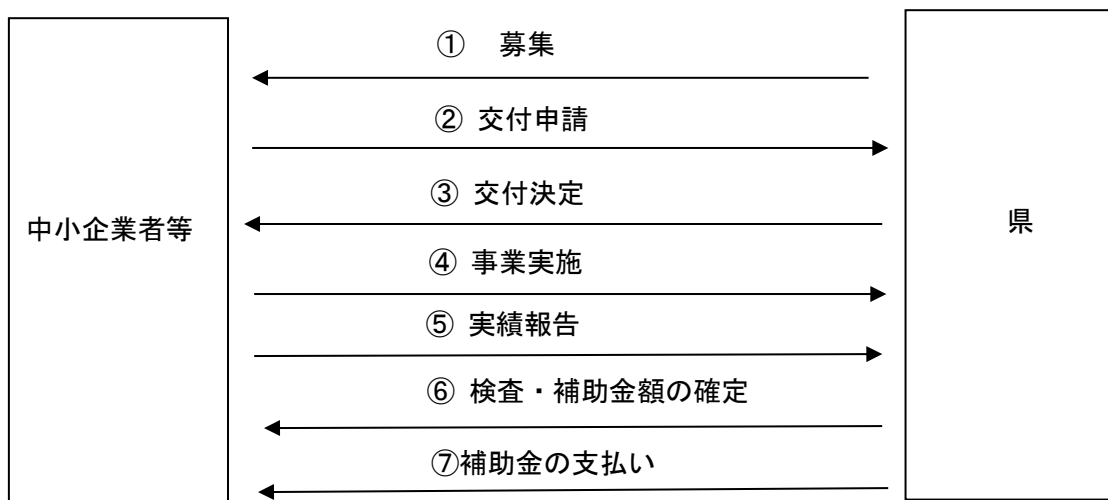 ① 募集
② 交付申請
③ 交付決定
中小企業者等
県
④ 事業実施
⑤ 実績報告
⑥ 検査・補助金額の確定
⑦補助金の支払い